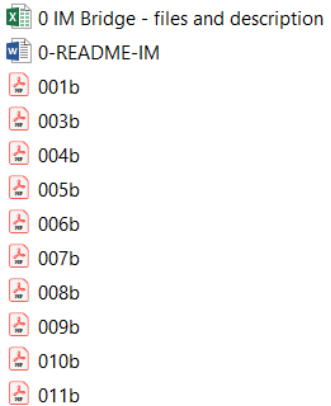 0 IM Bridge - files and description
0-README-IM
001b
003b
004b
005b
006b
007b
008b
009b
010b
011b